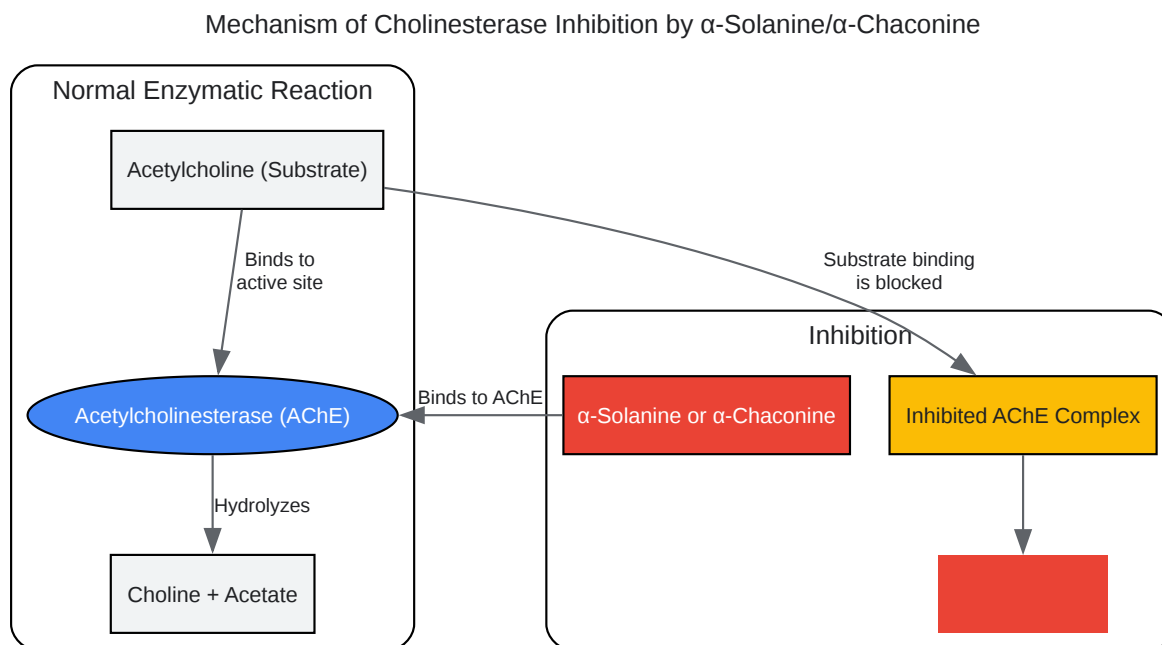 Mechanism of Cholinesterase Inhibition by α-Solanine/α-Chaconine
Normal Enzymatic Reaction
Acetylcholine (Substrate)
Binds to
active site
Substrate binding
is blocked
Inhibition
Acetylcholinesterase (AChE)
Binds to AChE
α-Solanine or α-Chaconine
Inhibited AChE Complex
Hydrolyzes
Choline + Acetate